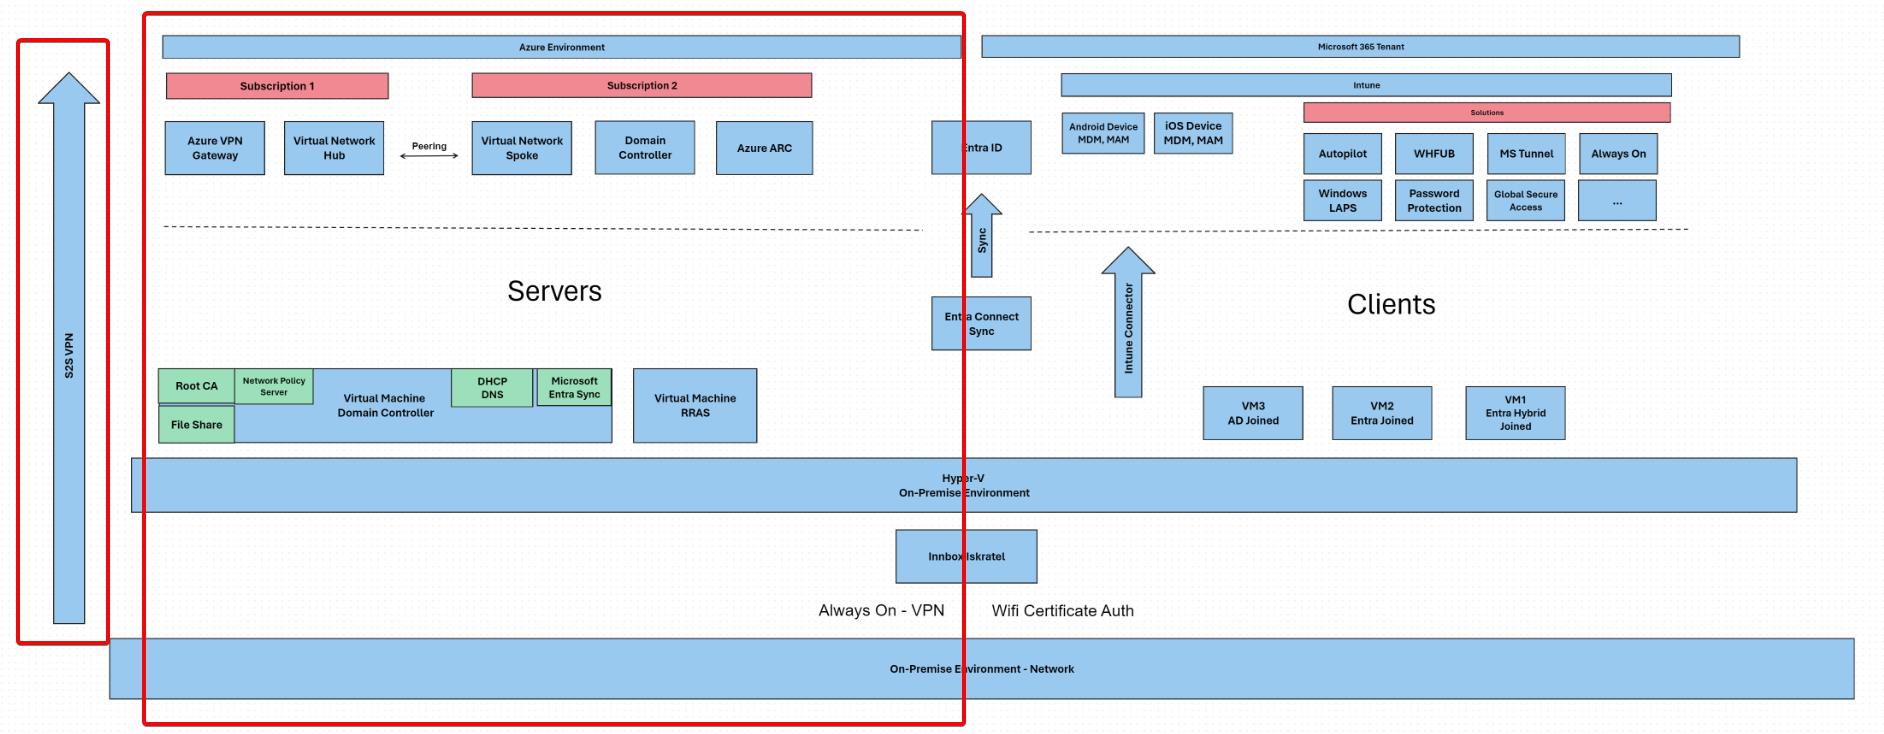 Azure Environment
Microsoft 365 Tenant
Subscription 1
Subscription 2
Intune
Solutions
Azure VPN
Gateway
Virtual Network
Hub
Peering
Virtual Network
Spoke
Domain
Controller
Azure ARC
Entra ID
Android Device
MDM, MAM
iOS Device
MDM, MAM
Autopilot
WHFUB
MS Tunnel
Always On
Windows
LAPS
Password
Protection
Global Secure
Access
...
Sync
Servers
Clients
Entra Connect
Sync
Intune Connector
S2S VPN
Root CA
Network Policy
Server
File Share
Virtual Machine
Domain Controller
DHCP
DNS
Microsoft
Entra Sync
Virtual Machine
RRAS
VM3
AD Joined
VM2
Entra Joined
VM1
Entra Hybrid
Joined
Hyper-V
On-Premise Environment
Innbox Iskratel
Always On - VPN
Wifi Certificate Auth
On-Premise Environment - Network